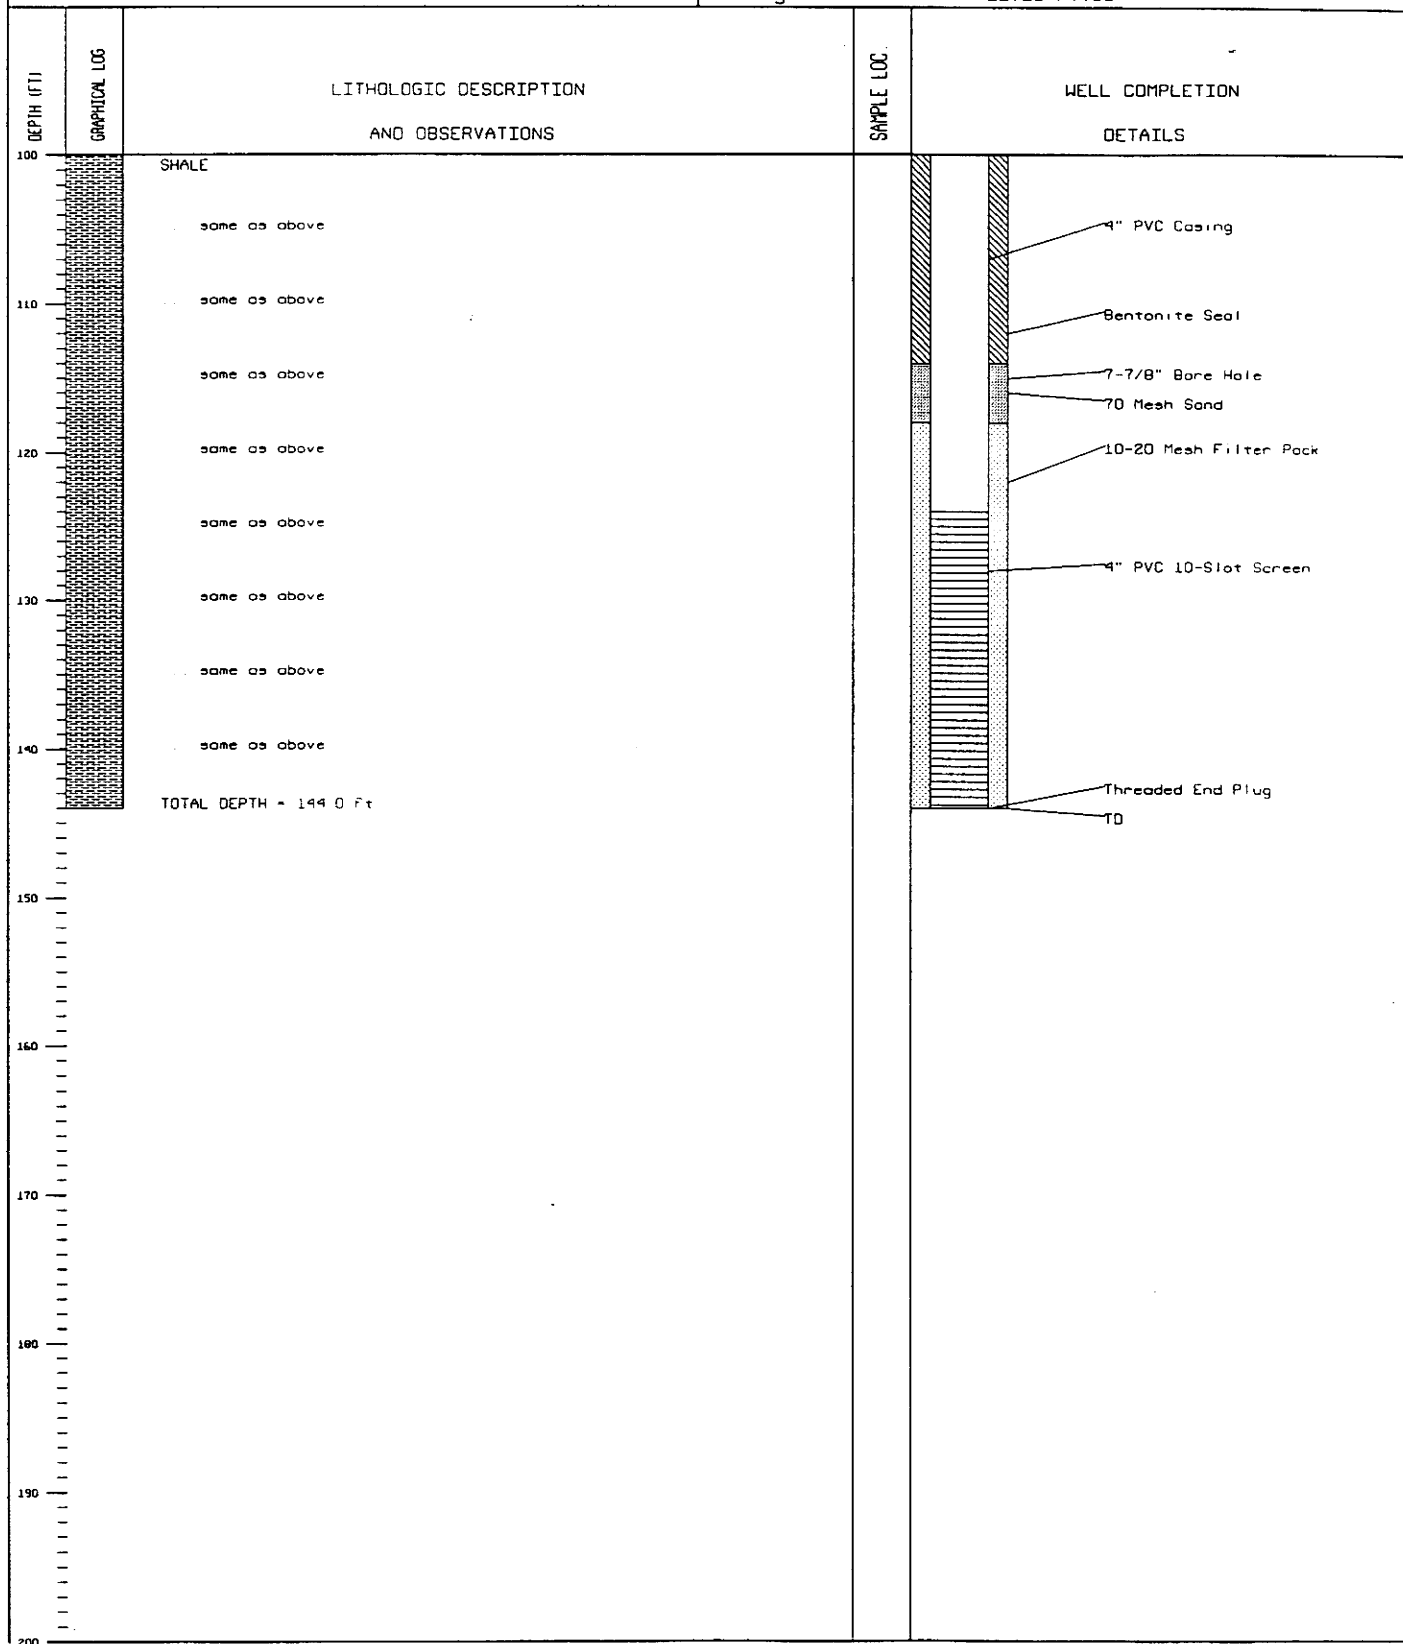 DEPTH (FT)
GRAPHICAL LOG
LITHOLOGIC DESCRIPTION
AND OBSERVATIONS
SAMPLE LOC.
WELL COMPLETION
DETAILS
100
SHALE
same as above
4" PVC Casing
110
same as above
Bentonite Seal
same as above
7-7/8" Bore Hole
70 Mesh Sand
120
same as above
10-20 Mesh Filter Pack
same as above
4" PVC 10-Slot Screen
130
same as above
same as above
140
same as above
TOTAL DEPTH = 144.0 Ft
Threaded End Plug
TD
150
160
170
180
190
200